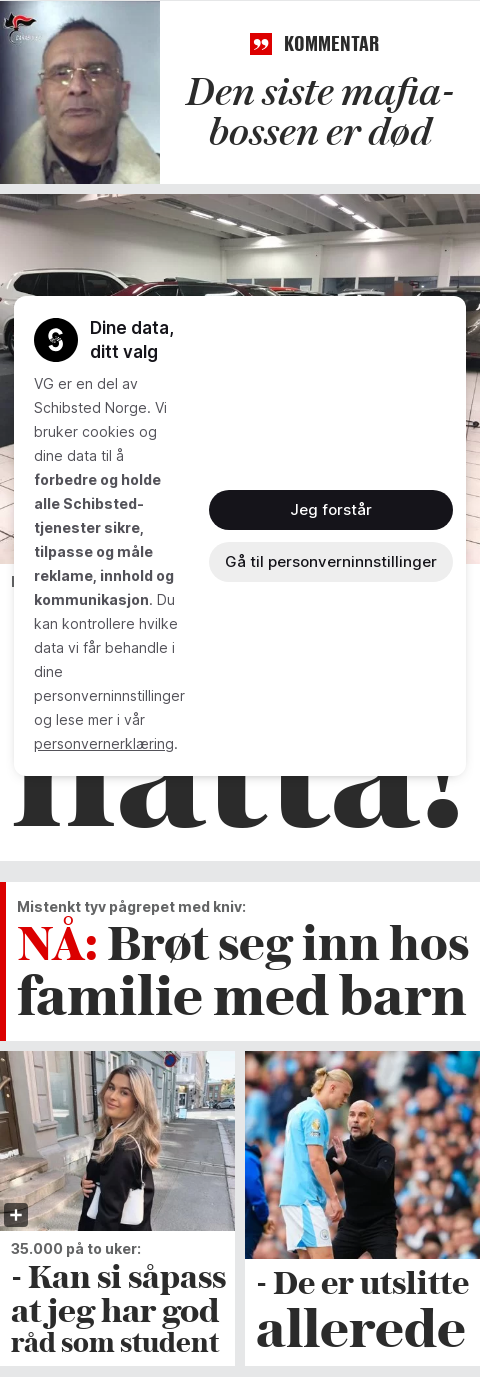 KOMMENTAR
Den siste mafia-
bossen er død
Dine data,
ditt valg
VG er en del av
Schibsted Norge. Vi
bruker cookies og
dine data til å
forbedre og holde
alle Schibsted-
tjenester sikre,
tilpasse og måle
reklame, innhold og
kommunikasjon. Du
kan kontrollere hvilke
data vi får behandle i
dine
personverninnstillinger
og lese mer i vår
personvernerklæring.
Jeg forstår
Gå til personverninnstillinger
natta!
Mistenkt tyv pågrepet med kniv:
NÅ: Brøt seg inn hos
familie med barn
35.000 på to uker:
- Kan si såpass
at jeg har god
råd som student
- De er utslitte
allerede